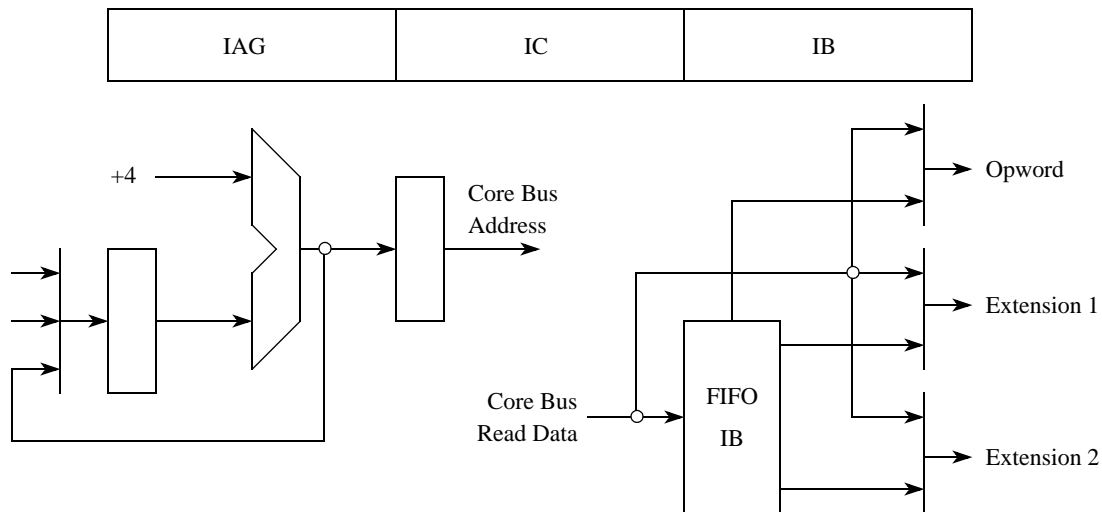 IAG
IC
IB
+4
Core Bus
Address
Opword
Extension 1
Core Bus
Read Data
FIFO
IB
Extension 2